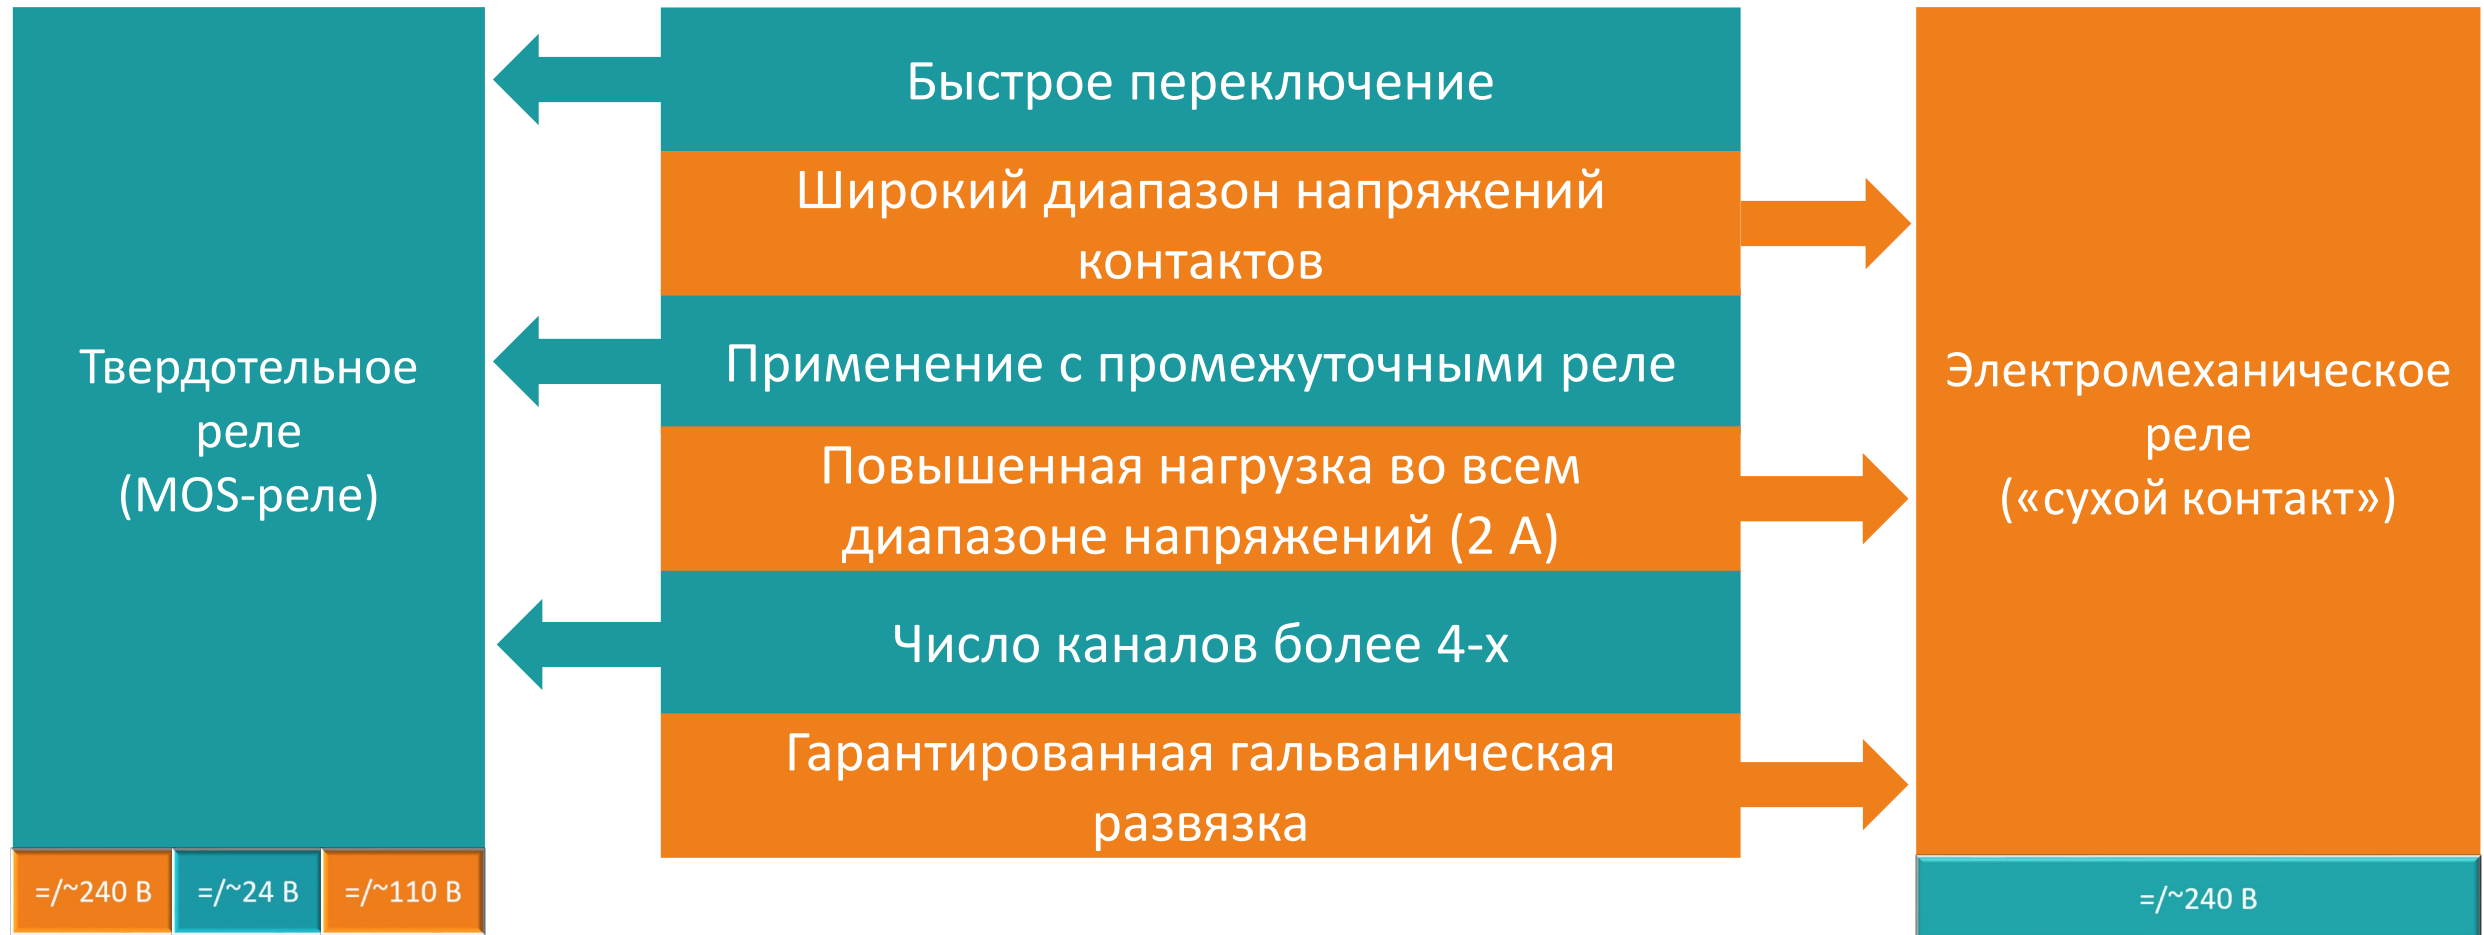 Твердотельное
реле
(MOS-реле)
=/~240 В
=/~24 В
=/~110 В
Быстрое переключение
Широкий диапазон напряжений
контактов
Применение с промежуточными реле
Повышенная нагрузка во всем
диапазоне напряжений (2 А)
Число каналов более 4-х
Гарантированная гальваническая
развязка
Электромеханическое
реле
(«сухой контакт»)
=/~240 В